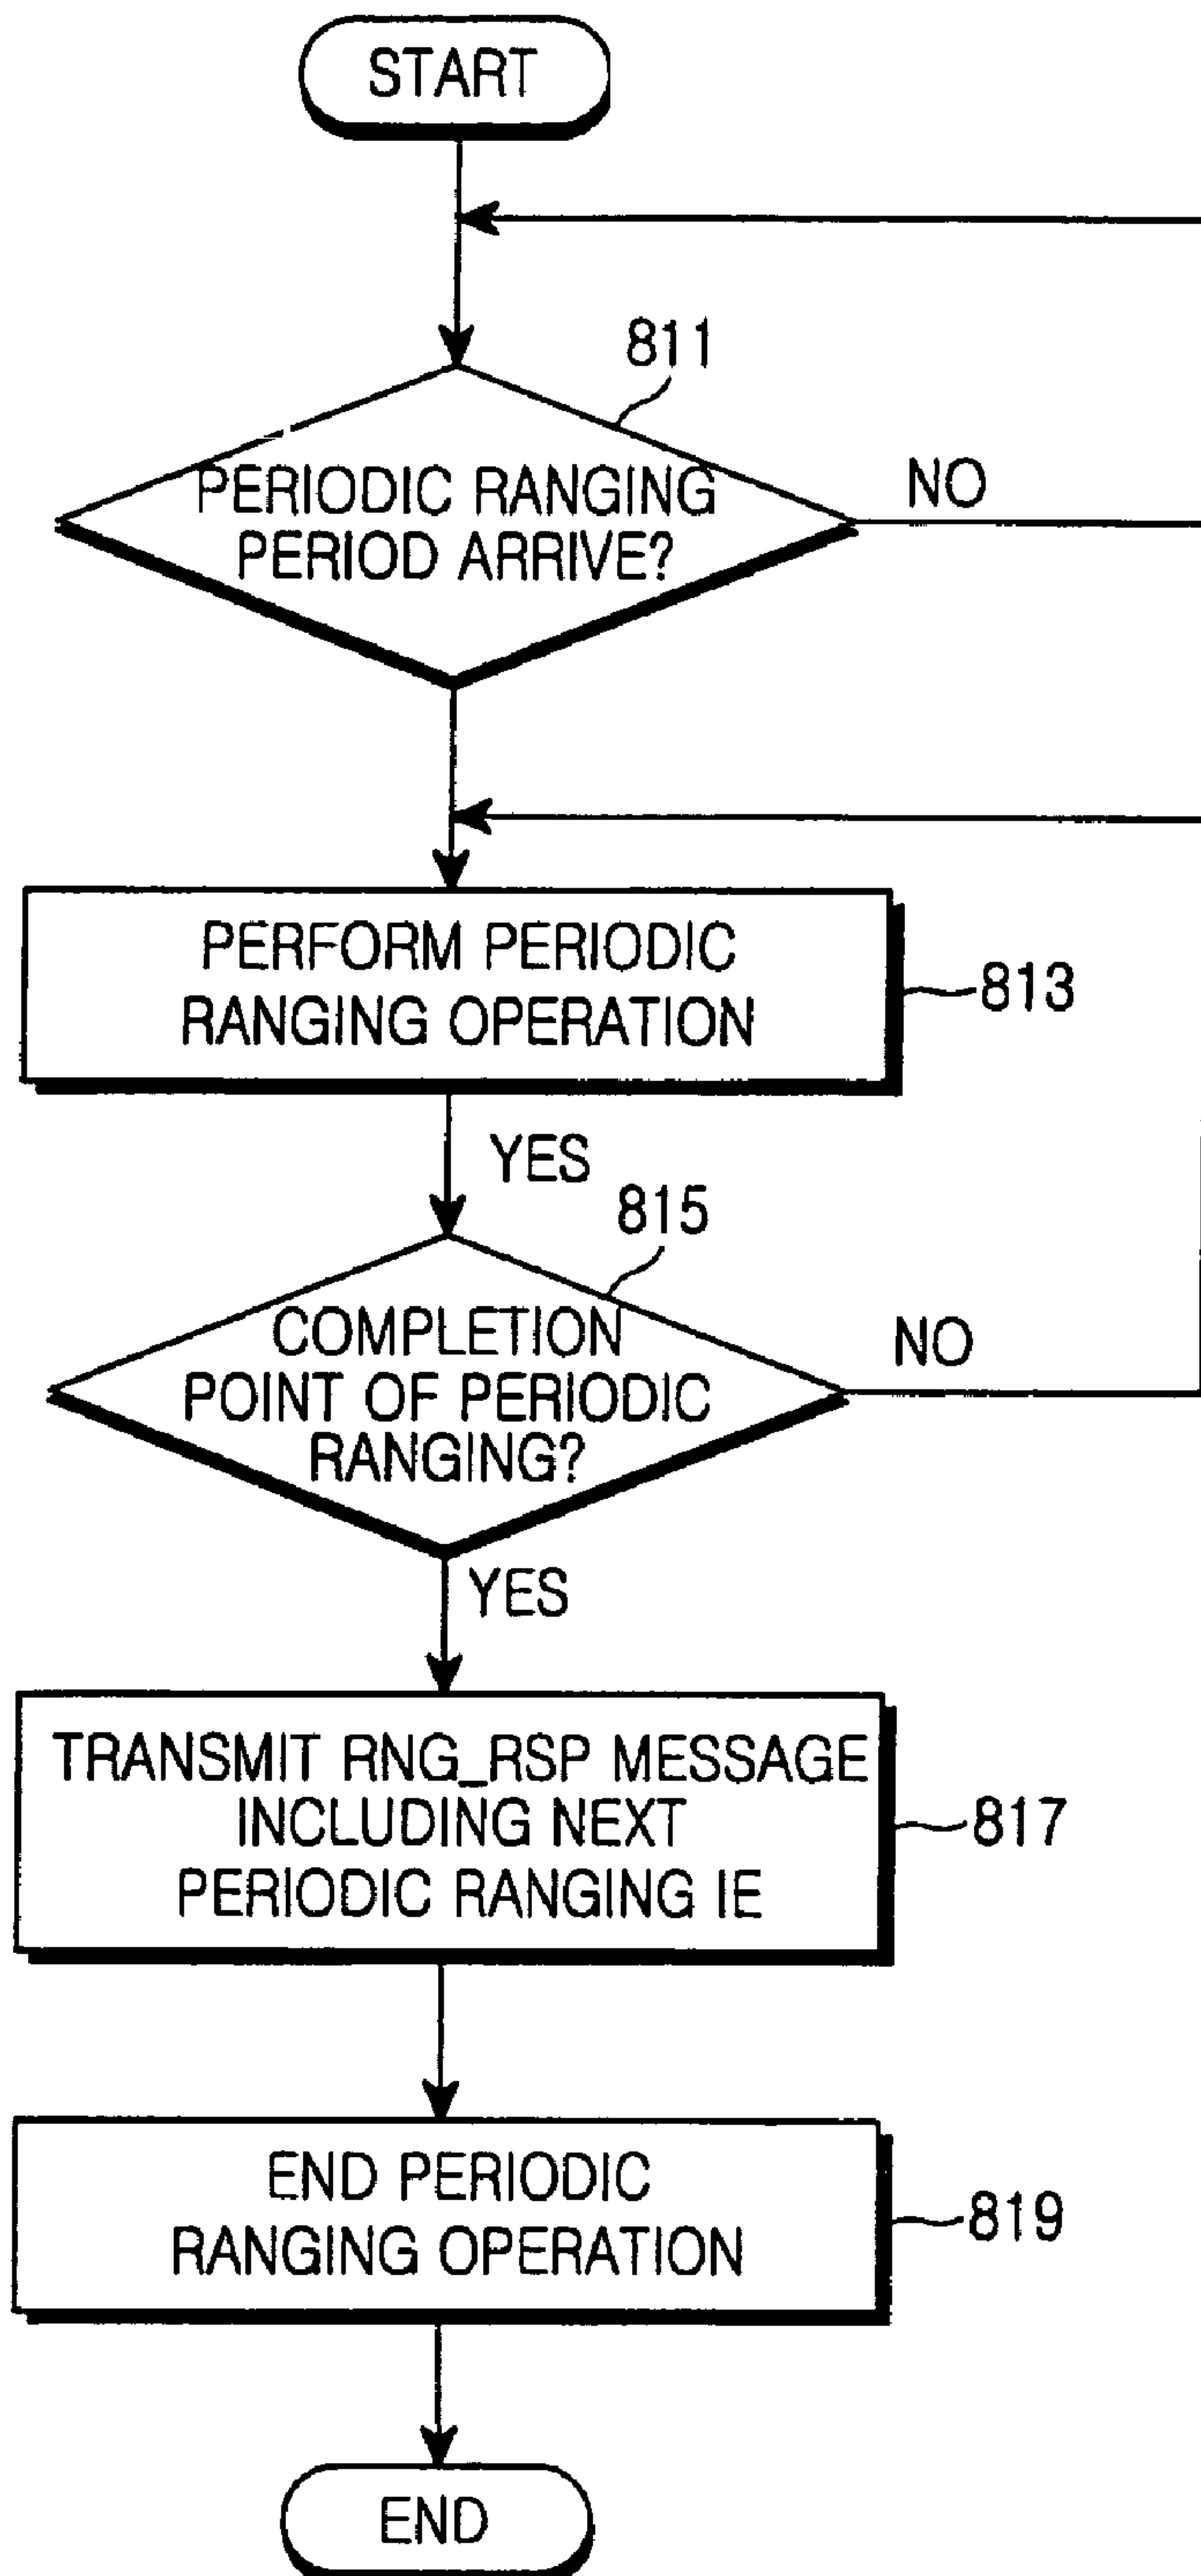 START
811
PERIODIC RANGING
PERIOD ARRIVE?
NO
PERFORM PERIODIC
RANGING OPERATION
813
YES
815
COMPLETION
POINT OF PERIODIC
RANGING?
NO
YES
TRANSMIT RNG_RSP MESSAGE
INCLUDING NEXT
PERIODIC RANGING IE
817
END PERIODIC
RANGING OPERATION
819
END